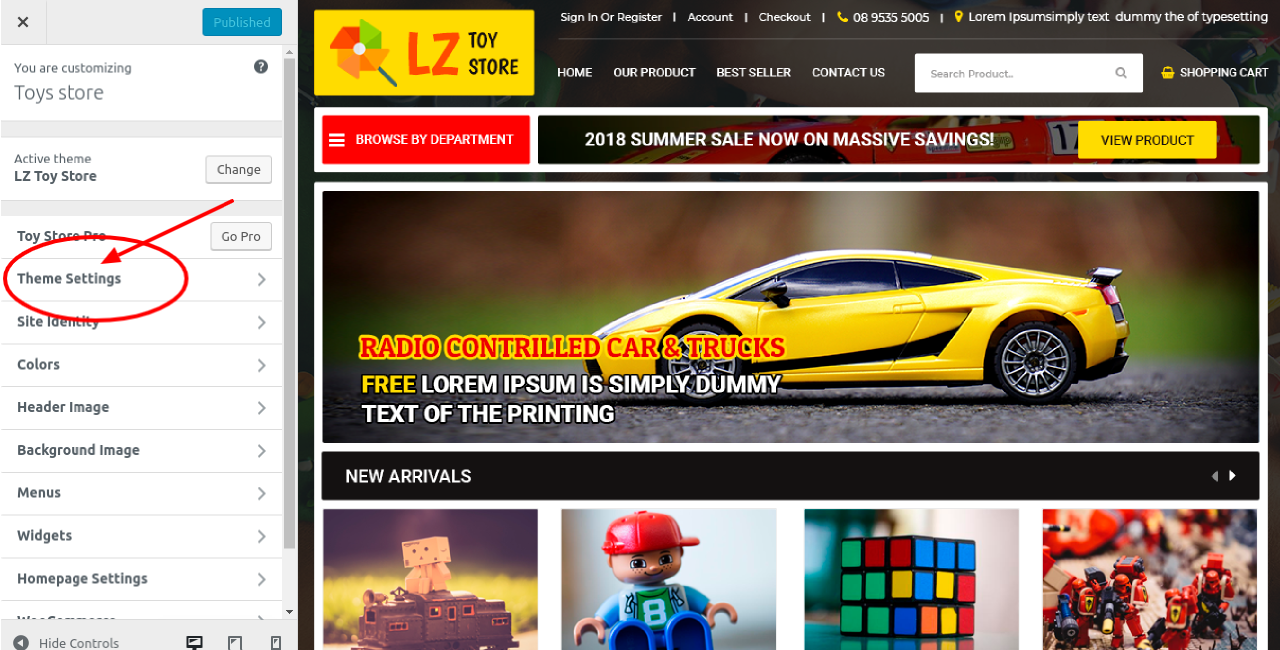 Published
You are customizing
Toys store
Active theme
LZ Toy Store
Change
Toy Store Pro
Go Pro
Theme Settings
Site Identity
Colors
Header Image
Background Image
Menus
Widgets
Homepage Settings
WooCommerce
Hide Controls
LZ TOY STORE
Sign In Or Register | Account | Checkout | 08 9535 5005 | Lorem Ipsumsimply text dummy the of typesetting
HOME OUR PRODUCT BEST SELLER CONTACT US
Search Product..
SHOPPING CART
BROWSE BY DEPARTMENT
2018 SUMMER SALE NOW ON MASSIVE SAVINGS!
17
VIEW PRODUCT
RADIO CONTRILLED CAR & TRUCKS
FREE LOREM IPSUM IS SIMPLY DUMMY
TEXT OF THE PRINTING
NEW ARRIVALS
8